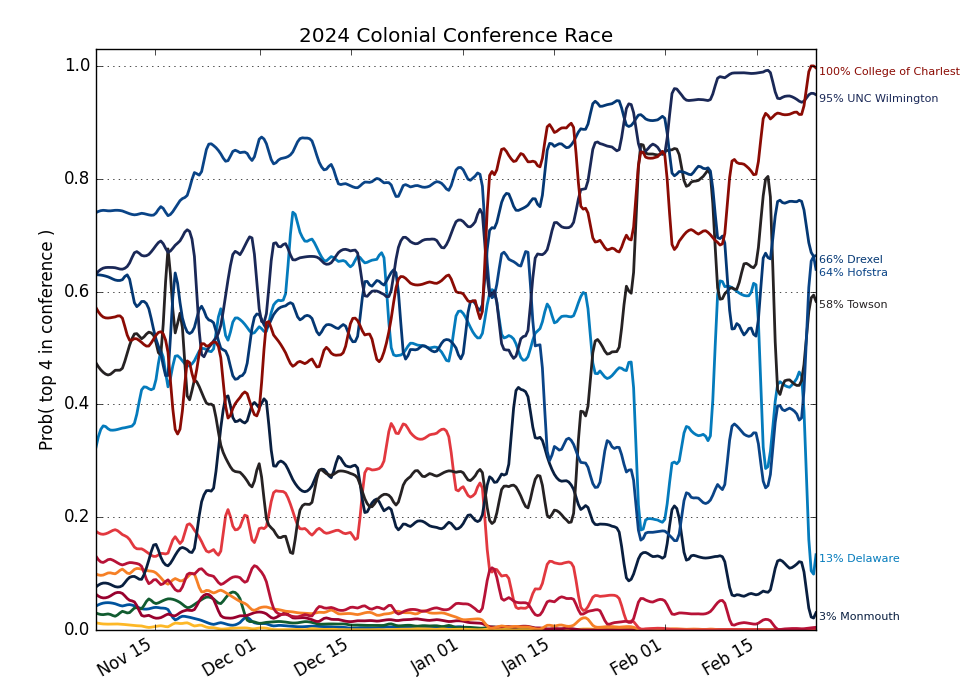 2024 Colonial Conference Race
Prob( top 4 in conference )
1.0
0.8
0.6
0.4
0.2
0.0
Nov 15
Dec 01
Dec 15
Jan 01
Jan 15
Feb 01
Feb 15
100% College of Charlest
95% UNC Wilmington
66% Drexel
64% Hofstra
58% Towson
13% Delaware
3% Monmouth